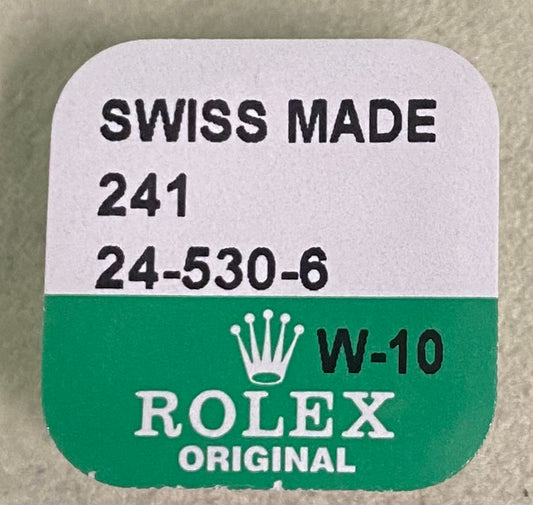 SWISS MADE
241
24-530-6
W-10
ROLEX
ORIGINAL